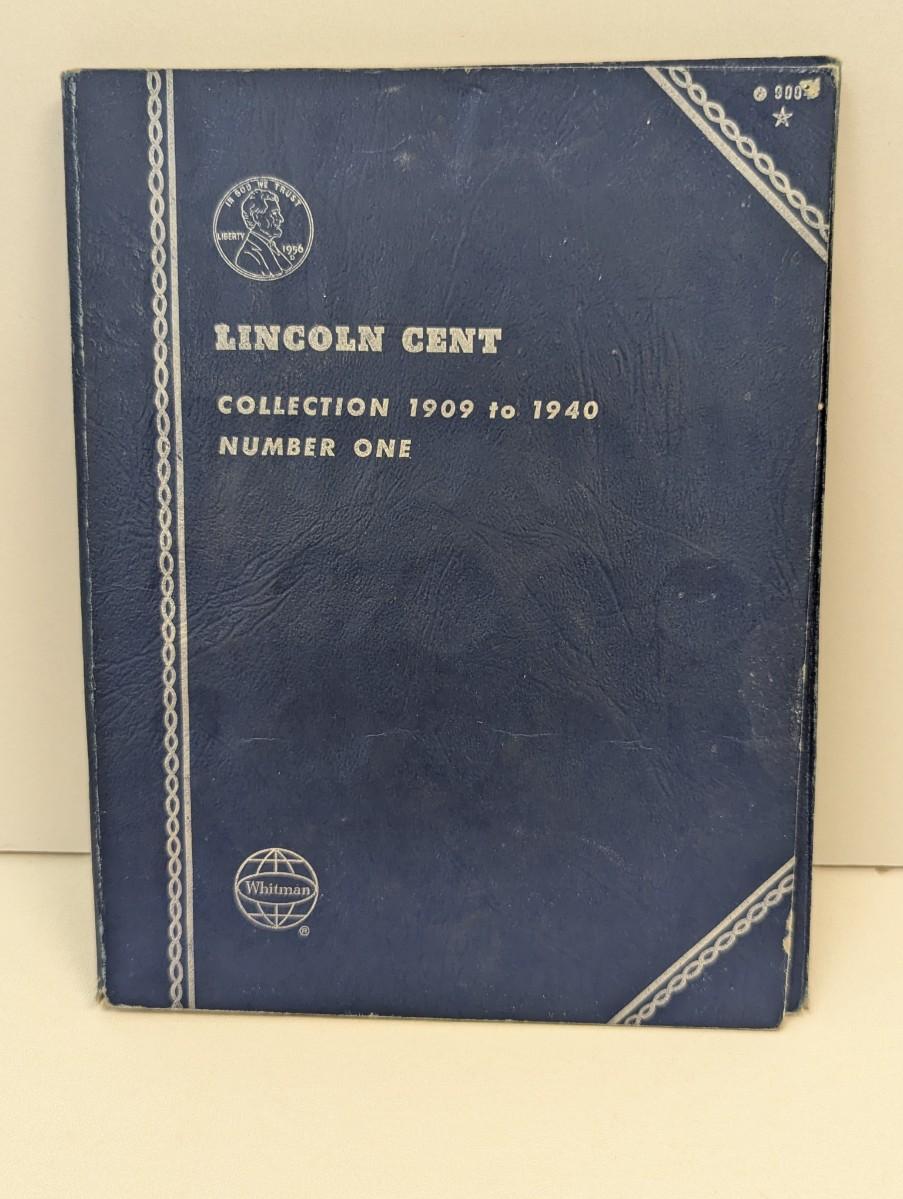 IN GOD WE TRUST
LIBERTY
1956
D
LINCOLN CENT
COLLECTION 1909 to 1940
NUMBER ONE
Whitman
®